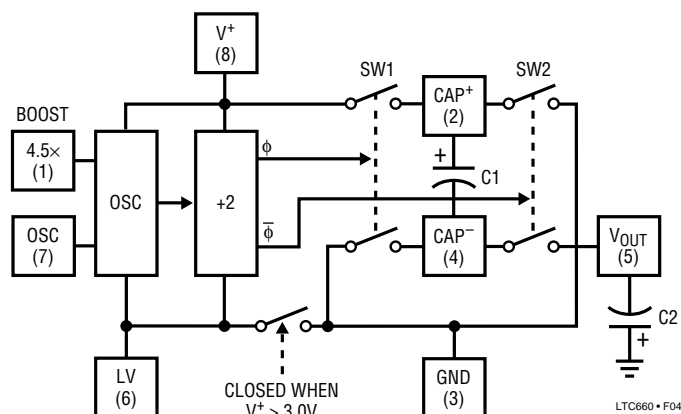 V+
(8)
SW1
CAP+
(2)
SW2
BOOST
4.5×
(1)
OSC
+2
ϕ
+
C1
OSC
(7)
ϕ̅
CAP−
(4)
VOUT
(5)
C2
+
LV
(6)
CLOSED WHEN
V+ > 3.0V
GND
(3)
LTC660 • F04